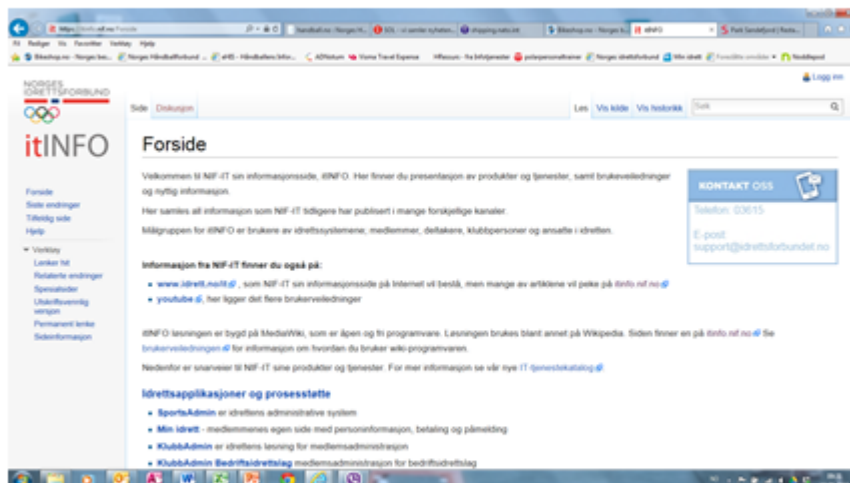 Rediger Vis Favoritter Verktøy Hjelp
Logg inn
NORGES
IDRETTSFORBUND
itINFO
Side Diskusjon
Les Vis kilde Vis historikk Søk
Forside
Velkommen til NIF-IT sin informasjonsside, itINFO. Her finner du presentasjon av produkter og tjenester, samt brukerveiledninger
og nyttig informasjon.
Her samles all informasjon som NIF-IT tidligere har publisert i mange forskjellige kanaler.
Målgruppen for itINFO er brukere av idrettssystemene; medlemmer, deltakere, klubbpersoner og ansatte i idretten.
KONTAKT OSS
Telefon: 03615
E-post
support@idrettsforbundet.no
Forside
Siste endringer
Tilfeldig side
Hjelp
Verktøy
Lenker hit
Relaterte endringer
Spesialsider
Utskriftsvennlig
versjon
Permanent lenke
Sideinformasjon
Informasjon fra NIF-IT finner du også på:
www.idrett.no/it , som NIF-IT sin informasjonsside på Internet vil bestå, men mange av artiklene vil peke på itinfo.nif.no
youtube , her ligger det flere brukerveiledninger
itINFO løsningen er bygd på MediaWiki, som er åpen og fri programvare. Løsningen brukes blant annet på Wikipedia. Siden finner en på itinfo.nif.no Se
brukerveiledningen for informasjon om hvordan du bruker wiki-programvaren.
Nedenfor er snarveier til NIF-IT sine produkter og tjenester. For mer informasjon se vår nye IT-tjenestekatalog
Idrettsapplikasjoner og prosesstøtte
SportsAdmin er idrettens administrative system
Min idrett - medlemmenes egen side med personinformasjon, betaling og påmelding
KlubbAdmin er idrettens løsning for medlemsadministrasjon
KlubbAdmin Bedriftsidrettslag medlemsadministrasjon for bedriftsidrettslag